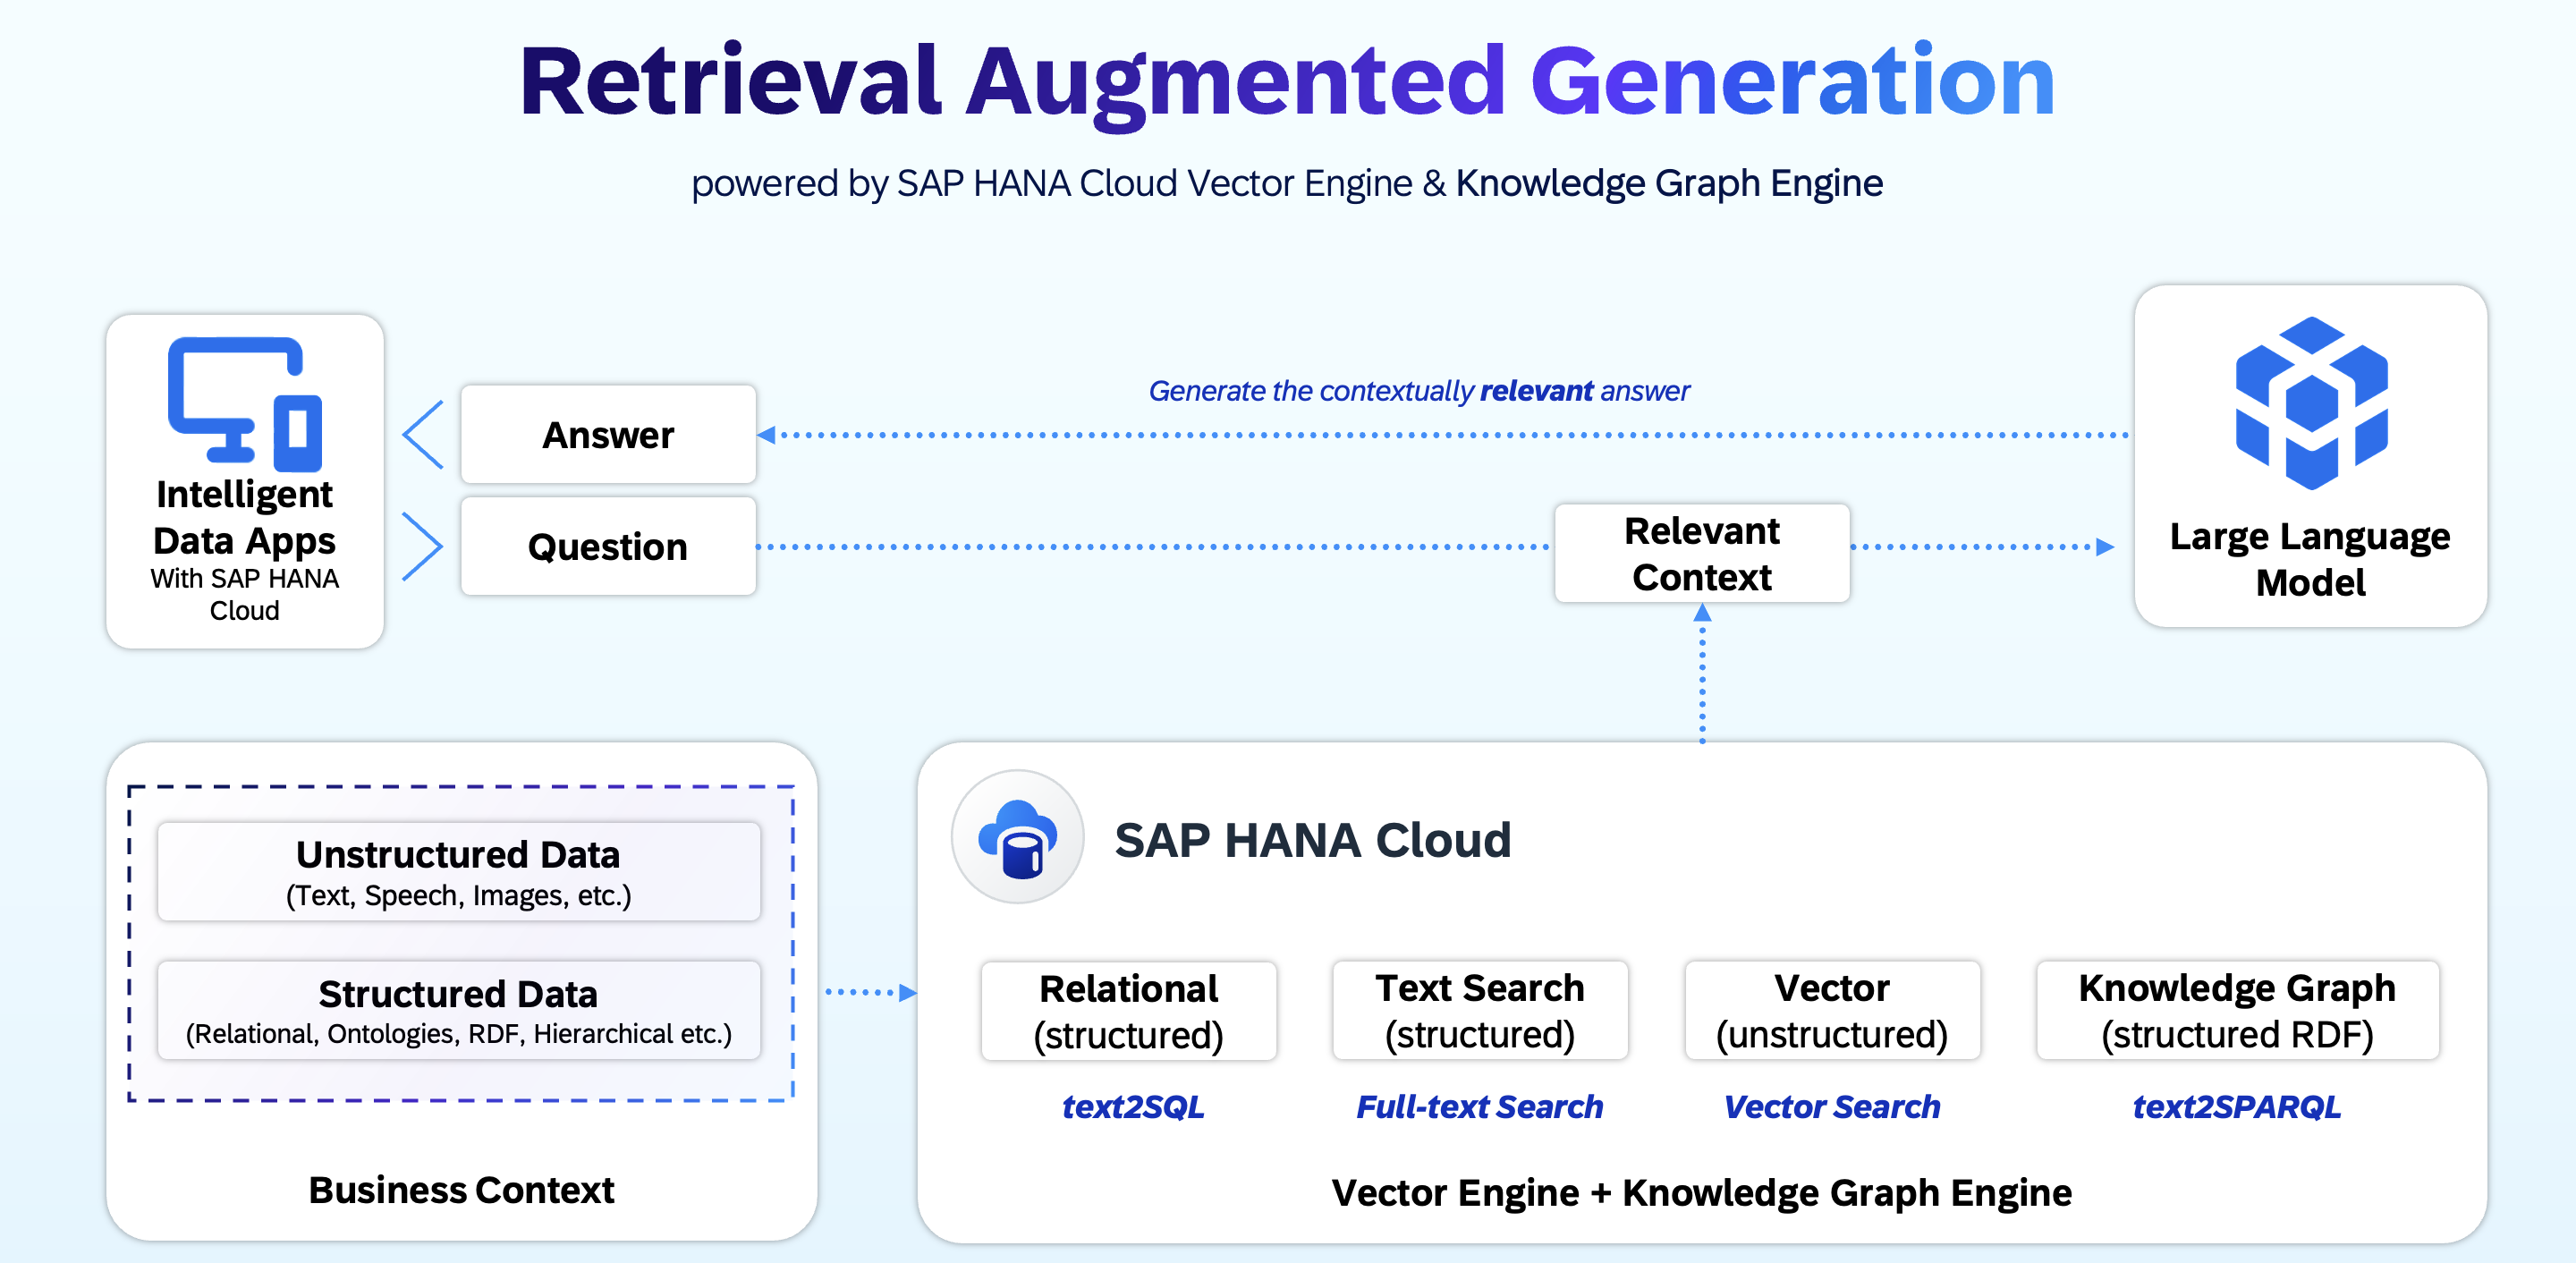 Retrieval Augmented Generation
powered by SAP HANA Cloud Vector Engine & Knowledge Graph Engine
Intelligent
Data Apps
With SAP HANA
Cloud
Answer
Question
Generate the contextually relevant answer
Relevant
Context
Large Language
Model
Unstructured Data
(Text, Speech, Images, etc.)
Structured Data
(Relational, Ontologies, RDF, Hierarchical etc.)
Business Context
SAP HANA Cloud
Relational
(structured)
text2SQL
Text Search
(structured)
Full-text Search
Vector
(unstructured)
Vector Search
Knowledge Graph
(structured RDF)
text2SPARQL
Vector Engine + Knowledge Graph Engine